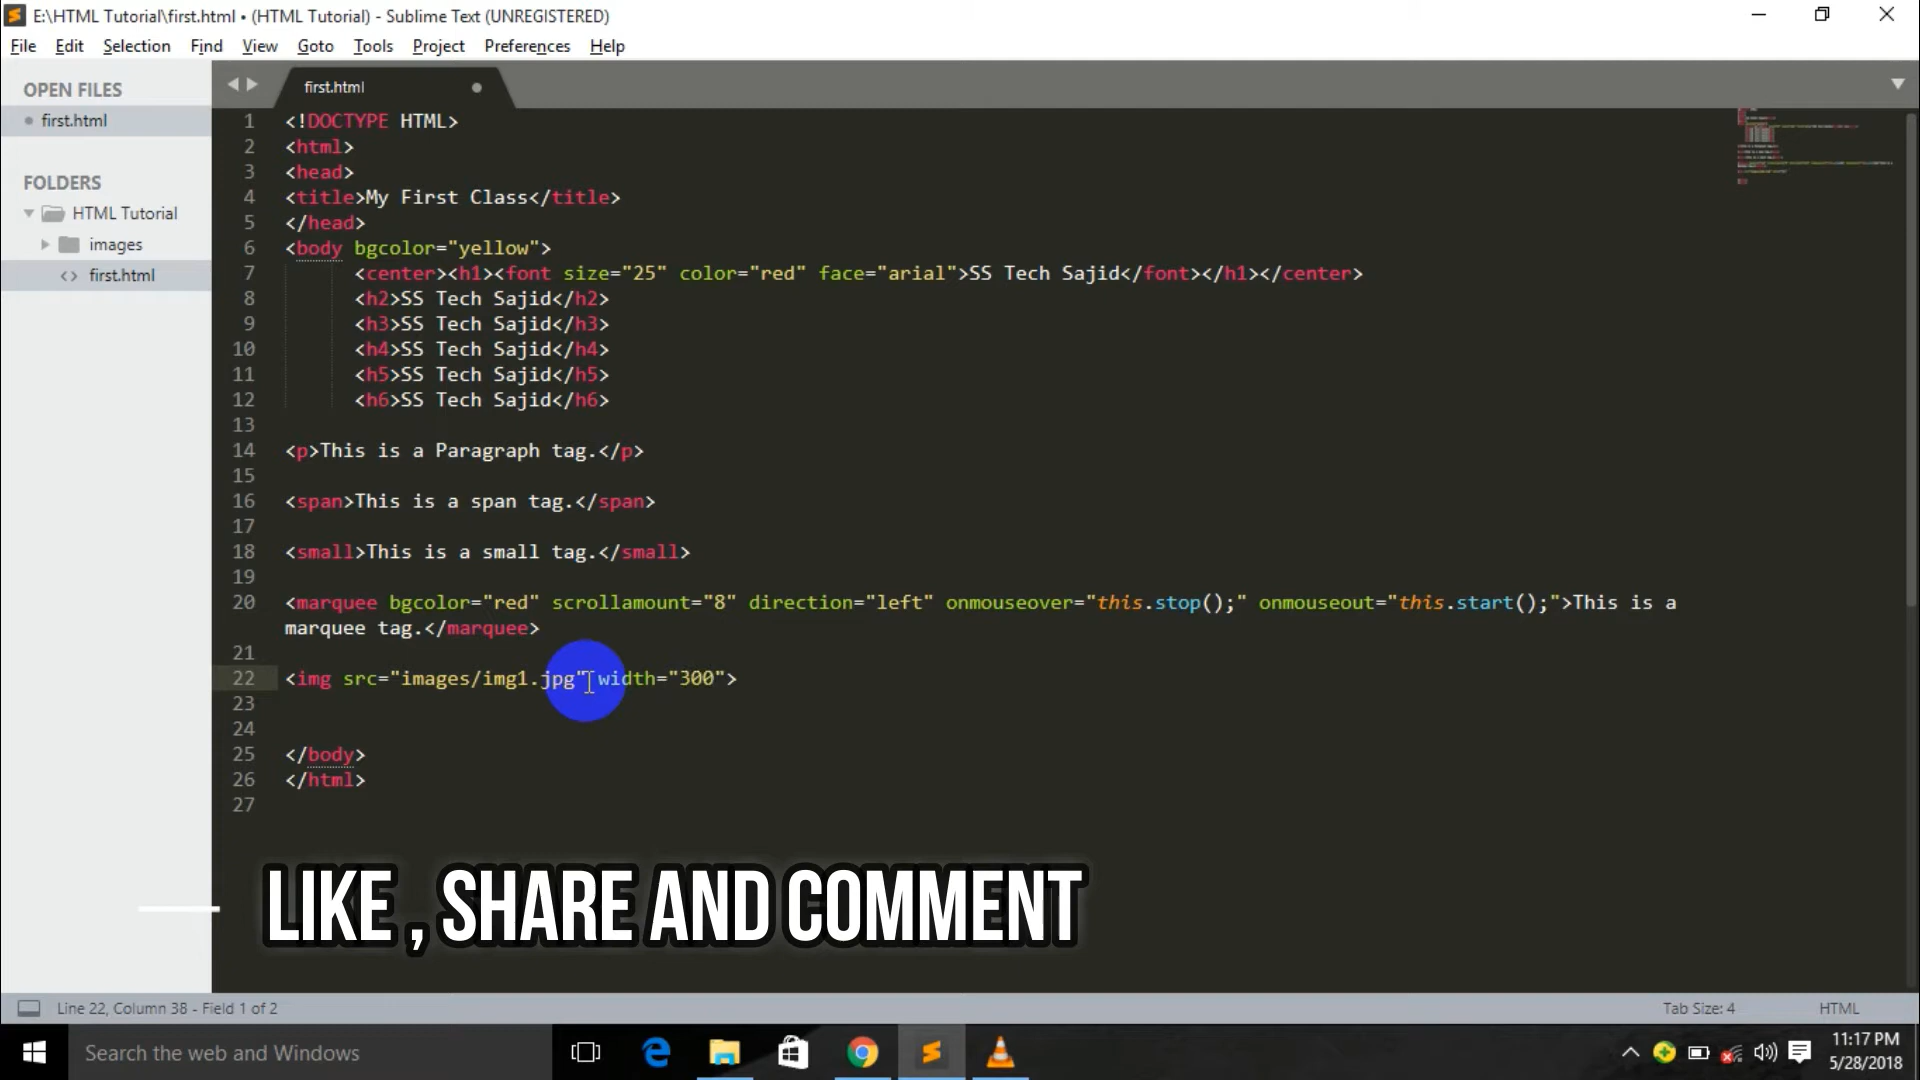 E:\HTML Tutorial\first.html • (HTML Tutorial) - Sublime Text (UNREGISTERED)
File Edit Selection Find View Goto Tools Project Preferences Help
OPEN FILES
first.html
FOLDERS
HTML Tutorial
images
first.html
first.html
1 <!DOCTYPE HTML>
2 <html>
3 <head>
4 <title>My First Class</title>
5 </head>
6 <body bgcolor="yellow">
7 <center><h1><font size="25" color="red" face="arial">SS Tech Sajid</font></h1></center>
8 <h2>SS Tech Sajid</h2>
9 <h3>SS Tech Sajid</h3>
10 <h4>SS Tech Sajid</h4>
11 <h5>SS Tech Sajid</h5>
12 <h6>SS Tech Sajid</h6>
13
14 <p>This is a Paragraph tag.</p>
15
16 <span>This is a span tag.</span>
17
18 <small>This is a small tag.</small>
19
20 <marquee bgcolor="red" scrollamount="8" direction="left" onmouseover="this.stop();" onmouseout="this.start();">This is a
marquee tag.</marquee>
21
22 <img src="images/img1.jpg" width="300">
23
24
25 </body>
26 </html>
27
LIKE , SHARE AND COMMENT
Line 22, Column 38 - Field 1 of 2
Tab Size: 4
HTML
Search the web and Windows
11:17 PM
5/28/2018